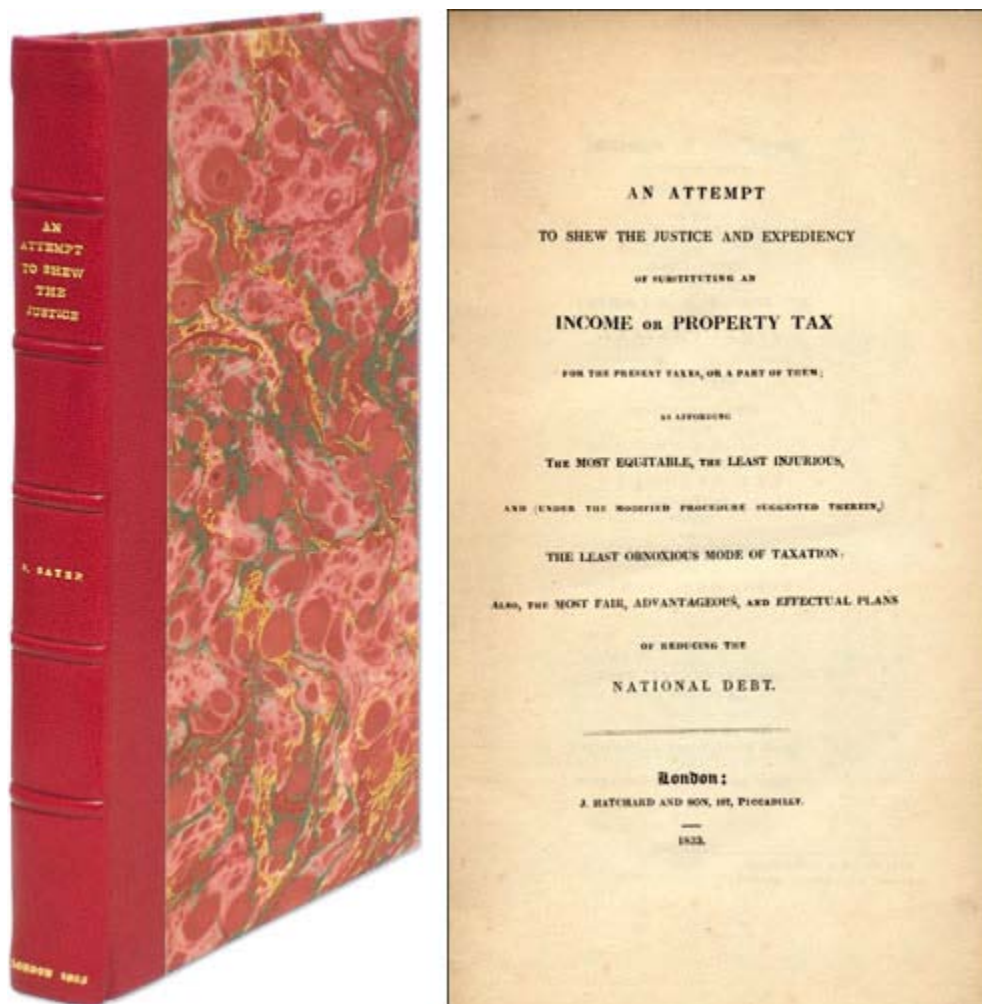 AN
ATTEMPT
TO SHEW
THE
JUSTICE
SAYER
LONDON
AN ATTEMPT
TO SHEW THE JUSTICE AND EXPEDIENCY
OF SUBSTITUTING AN
INCOME OR PROPERTY TAX
FOR THE PRESENT TAXES, OR A PART OF THEM;
AS AFFORDING
THE MOST EQUITABLE, THE LEAST INJURIOUS,
AND (UNDER THE MODIFIED PROCEDURE SUGGESTED THEREIN,)
THE LEAST OBNOXIOUS MODE OF TAXATION:
ALSO, THE MOST FAIR, ADVANTAGEOUS, AND EFFECTUAL PLANS
OF REDUCING THE
NATIONAL DEBT.
London:
J. HATCHARD AND SON, 187, PICCADILLY.
1833.